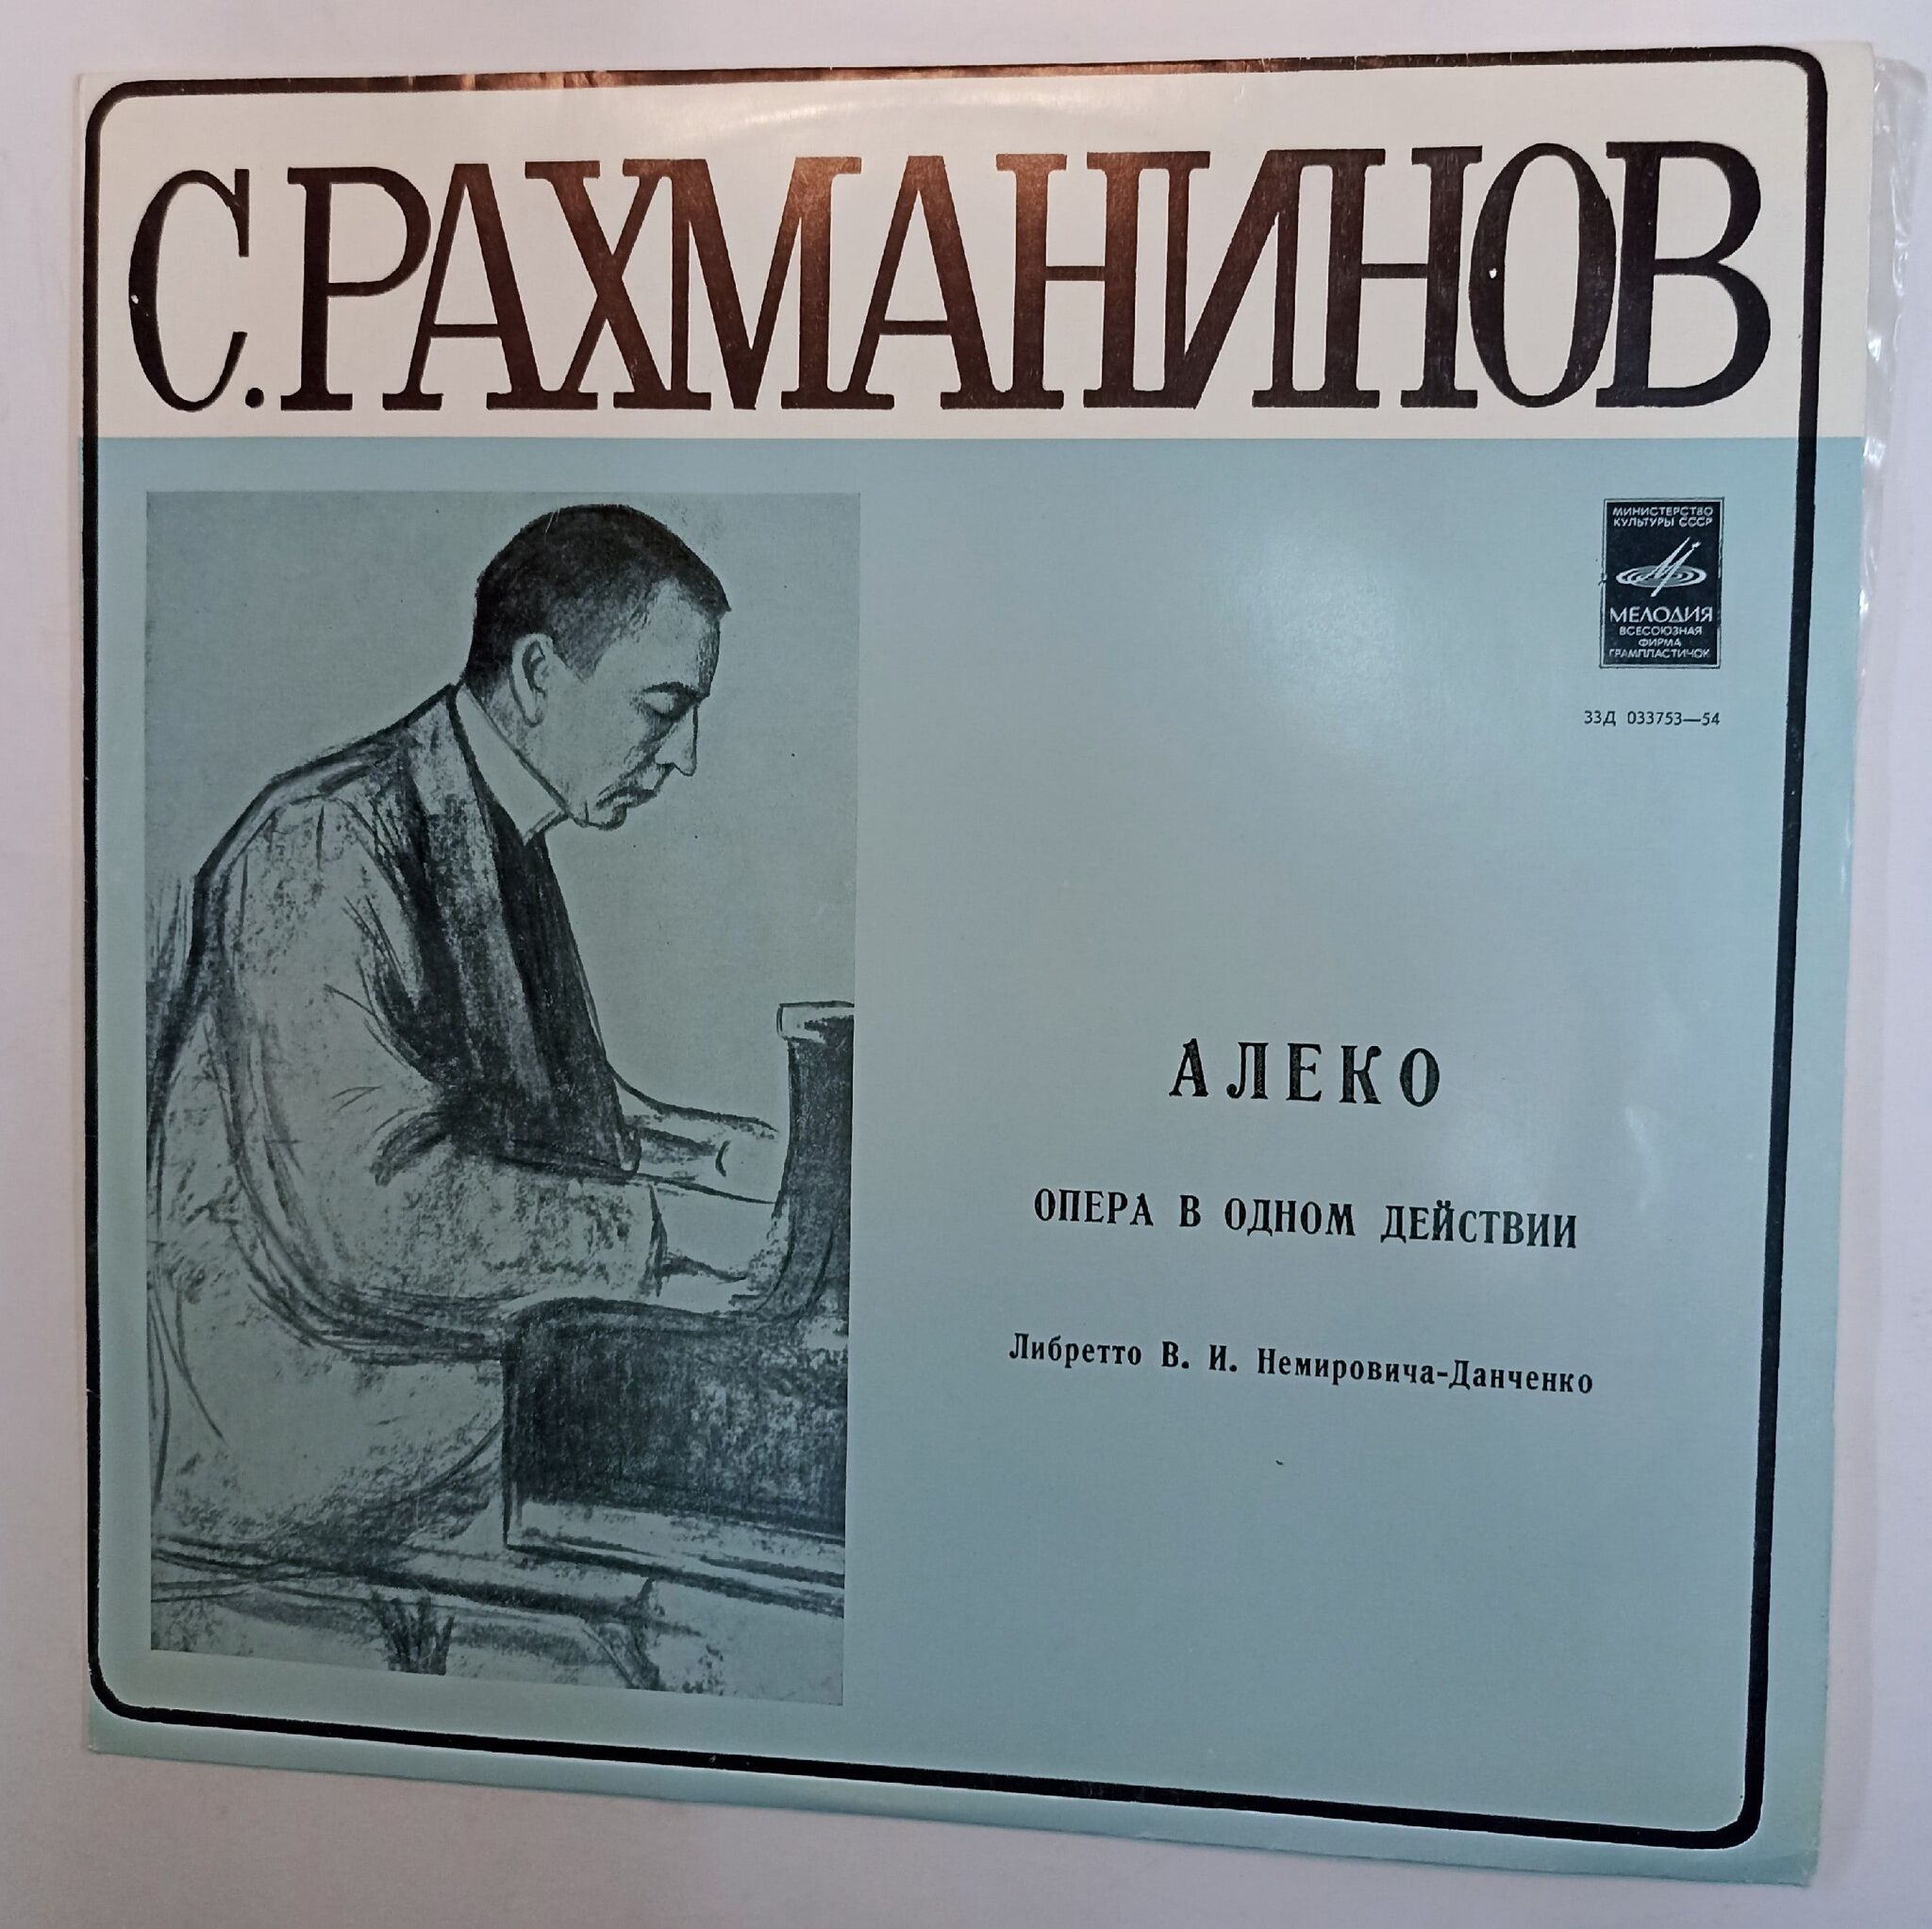 С. РАХМАНИНОВ
МИНИСТЕРСТВО
КУЛЬТУРЫ СССР
МЕЛОДИЯ
ВСЕСОЮЗНАЯ
ФИРМА
ГРАМПЛАСТИНОК
33Д 033753—54
АЛЕКО
ОПЕРА В ОДНОМ ДЕЙСТВИИ
Либретто В. И. Немировича-Данченко